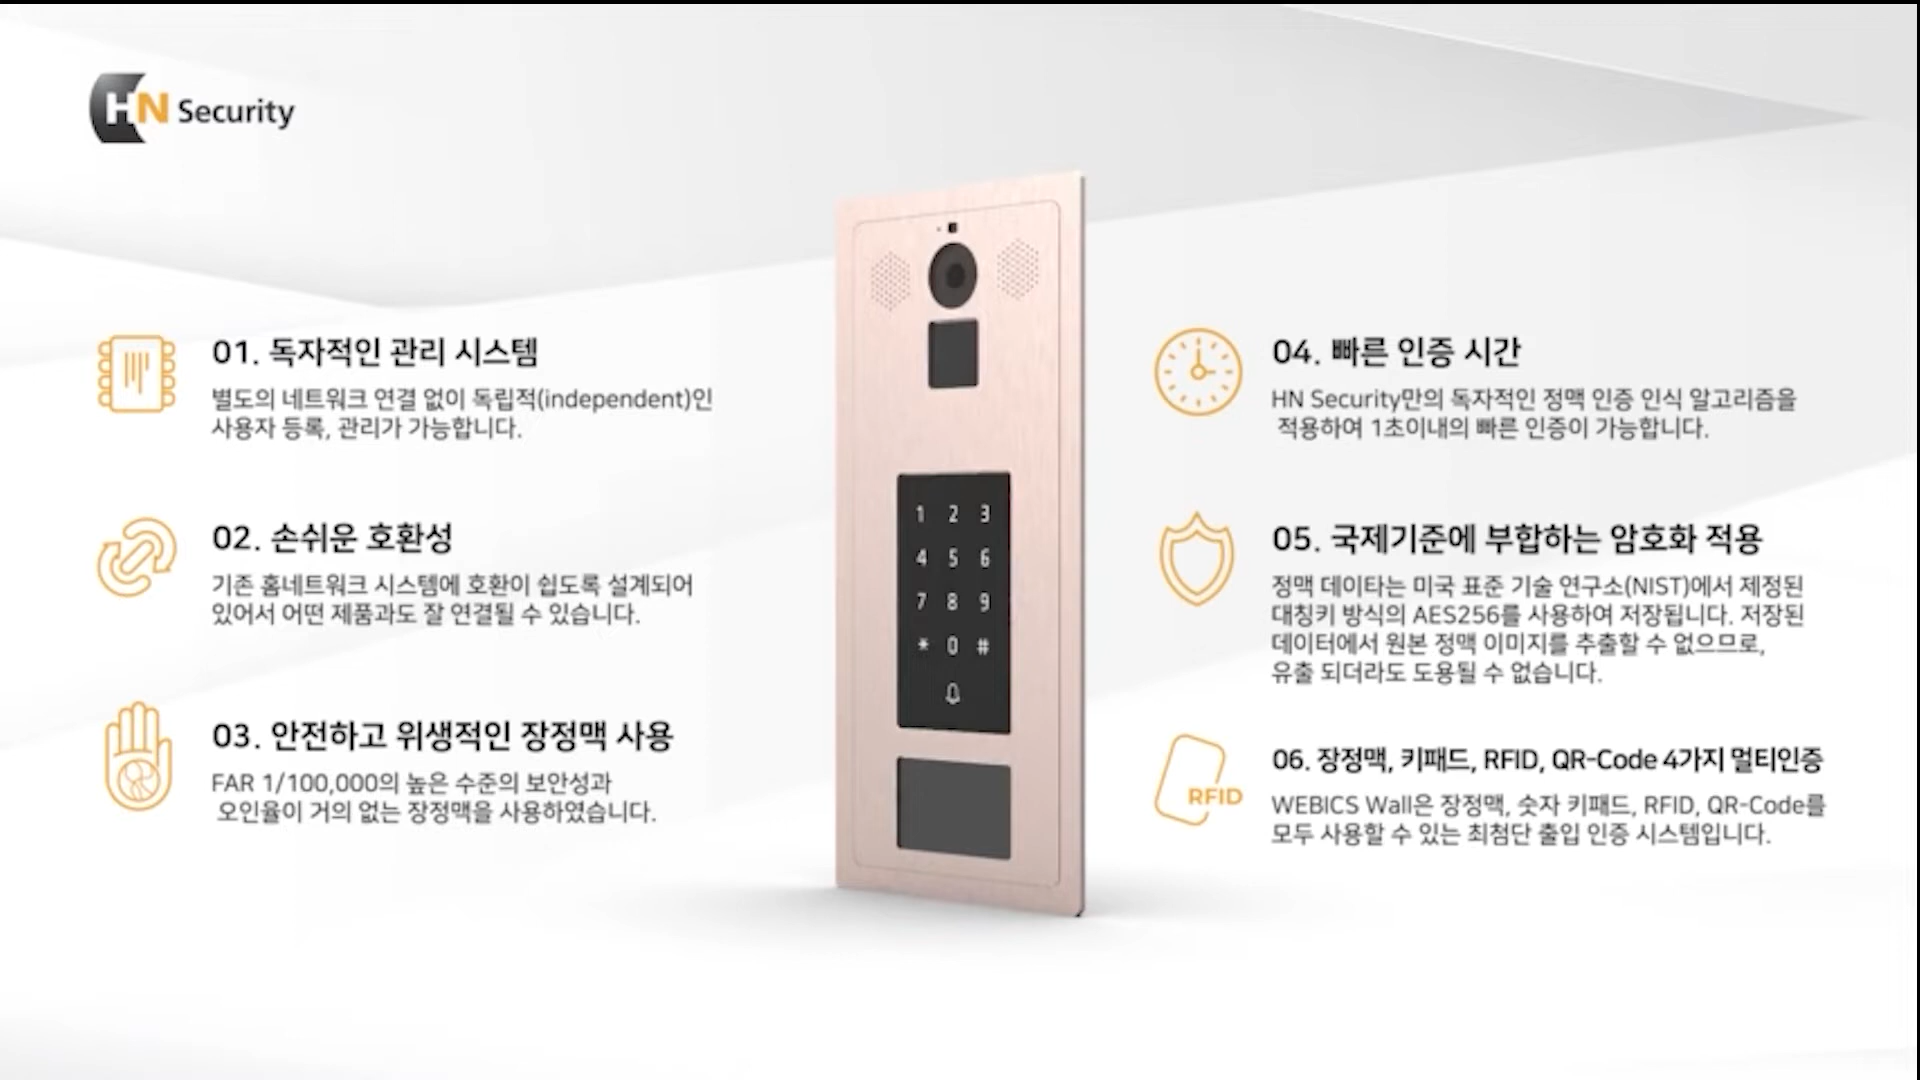 HN Security
01. 독자적인 관리 시스템
별도의 네트워크 연결 없이 독립적(independent)인
사용자 등록, 관리가 가능합니다.
02. 손쉬운 호환성
기존 홈네트워크 시스템에 호환이 쉽도록 설계되어
있어서 어떤 제품과도 잘 연결될 수 있습니다.
03. 안전하고 위생적인 장정맥 사용
FAR 1/100,000의 높은 수준의 보안성과
오인율이 거의 없는 장정맥을 사용하였습니다.
1 2 3
4 5 6
7 8 9
* 0 #
04. 빠른 인증 시간
HN Security만의 독자적인 정맥 인증 인식 알고리즘을
적용하여 1초이내의 빠른 인증이 가능합니다.
05. 국제기준에 부합하는 암호화 적용
정맥 데이타는 미국 표준 기술 연구소(NIST)에서 제정된
대칭키 방식의 AES256를 사용하여 저장됩니다. 저장된
데이터에서 원본 정맥 이미지를 추출할 수 없으므로,
유출 되더라도 도용될 수 없습니다.
RFID
06. 장정맥, 키패드, RFID, QR-Code 4가지 멀티인증
WEBICS Wall은 장정맥, 숫자 키패드, RFID, QR-Code를
모두 사용할 수 있는 최첨단 출입 인증 시스템입니다.